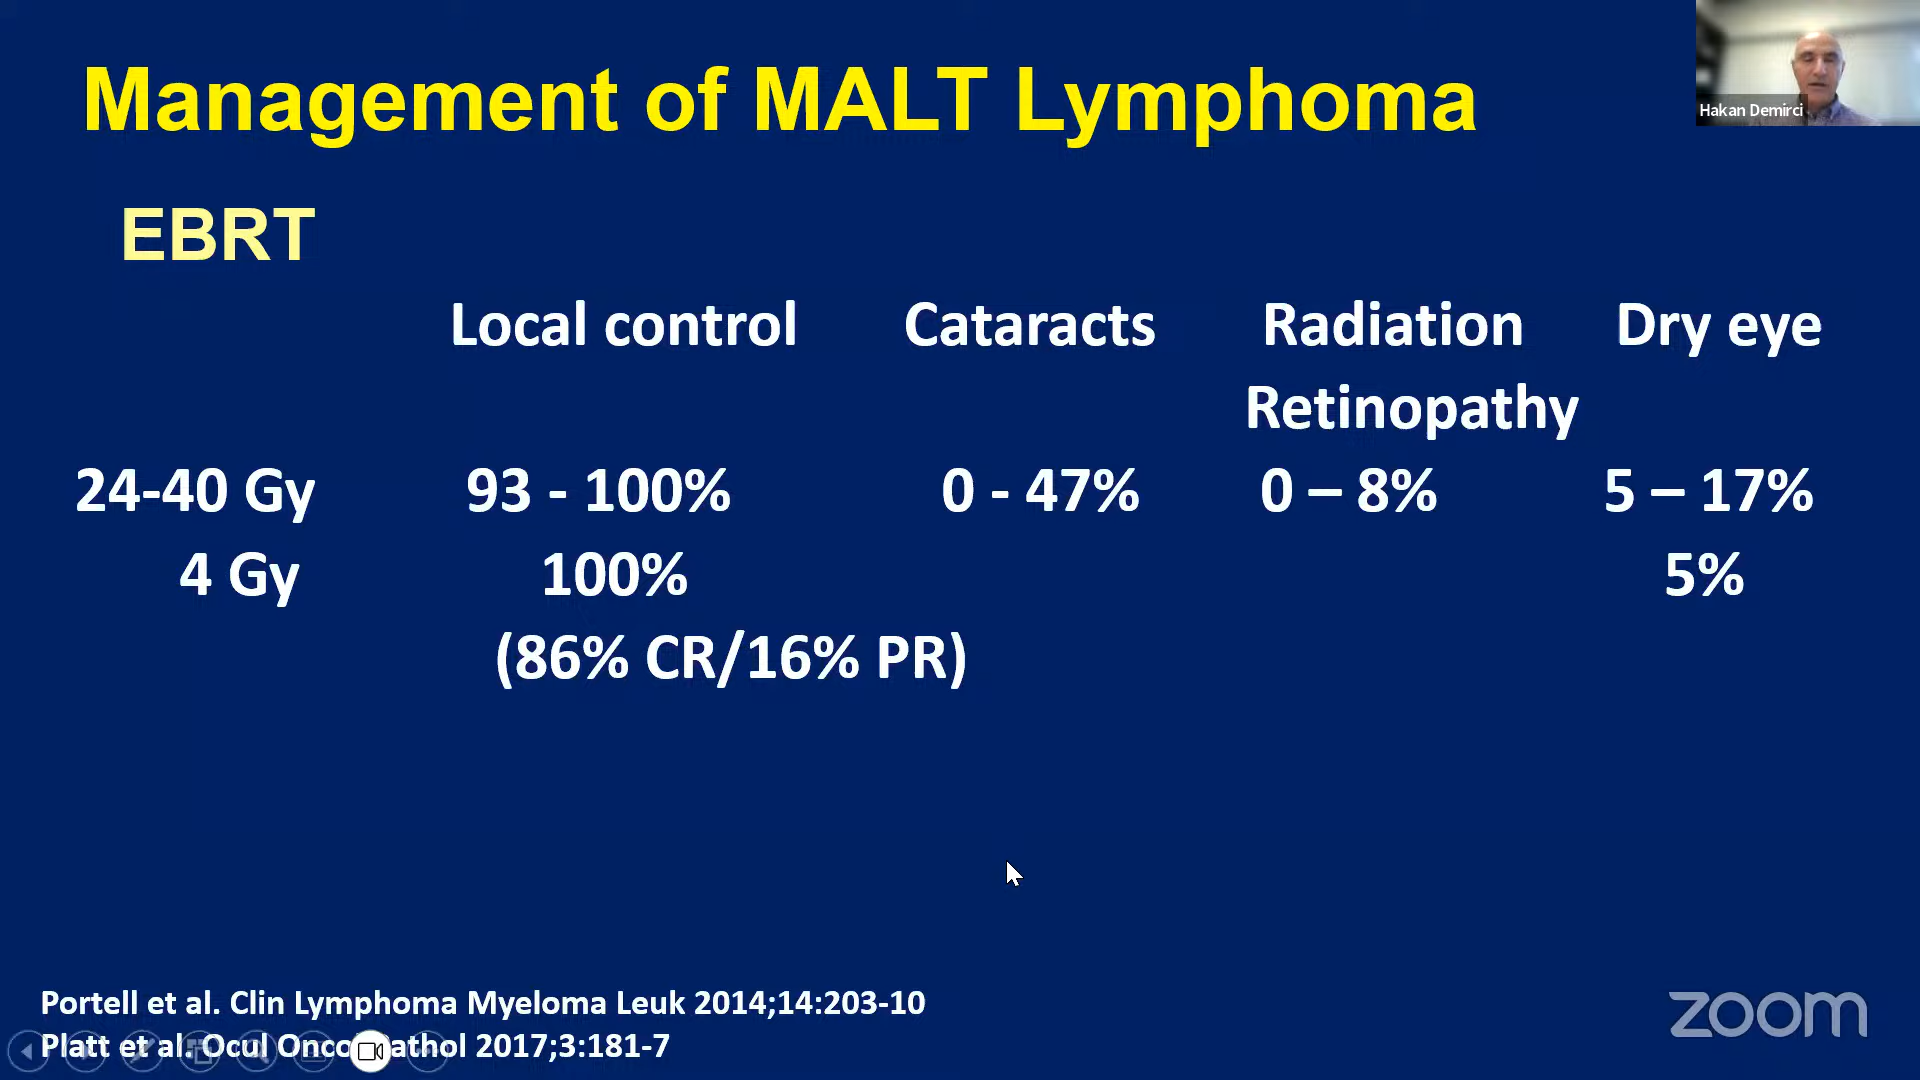 Management of MALT Lymphoma
Hakan Demirci
EBRT
Local control Cataracts Radiation Dry eye
Retinopathy
24-40 Gy 93 - 100% 0 - 47% 0 – 8% 5 – 17%
4 Gy 100% 5%
(86% CR/16% PR)
Portell et al. Clin Lymphoma Myeloma Leuk 2014;14:203-10
Platt et al. Ocul Oncol Pathol 2017;3:181-7
zoom